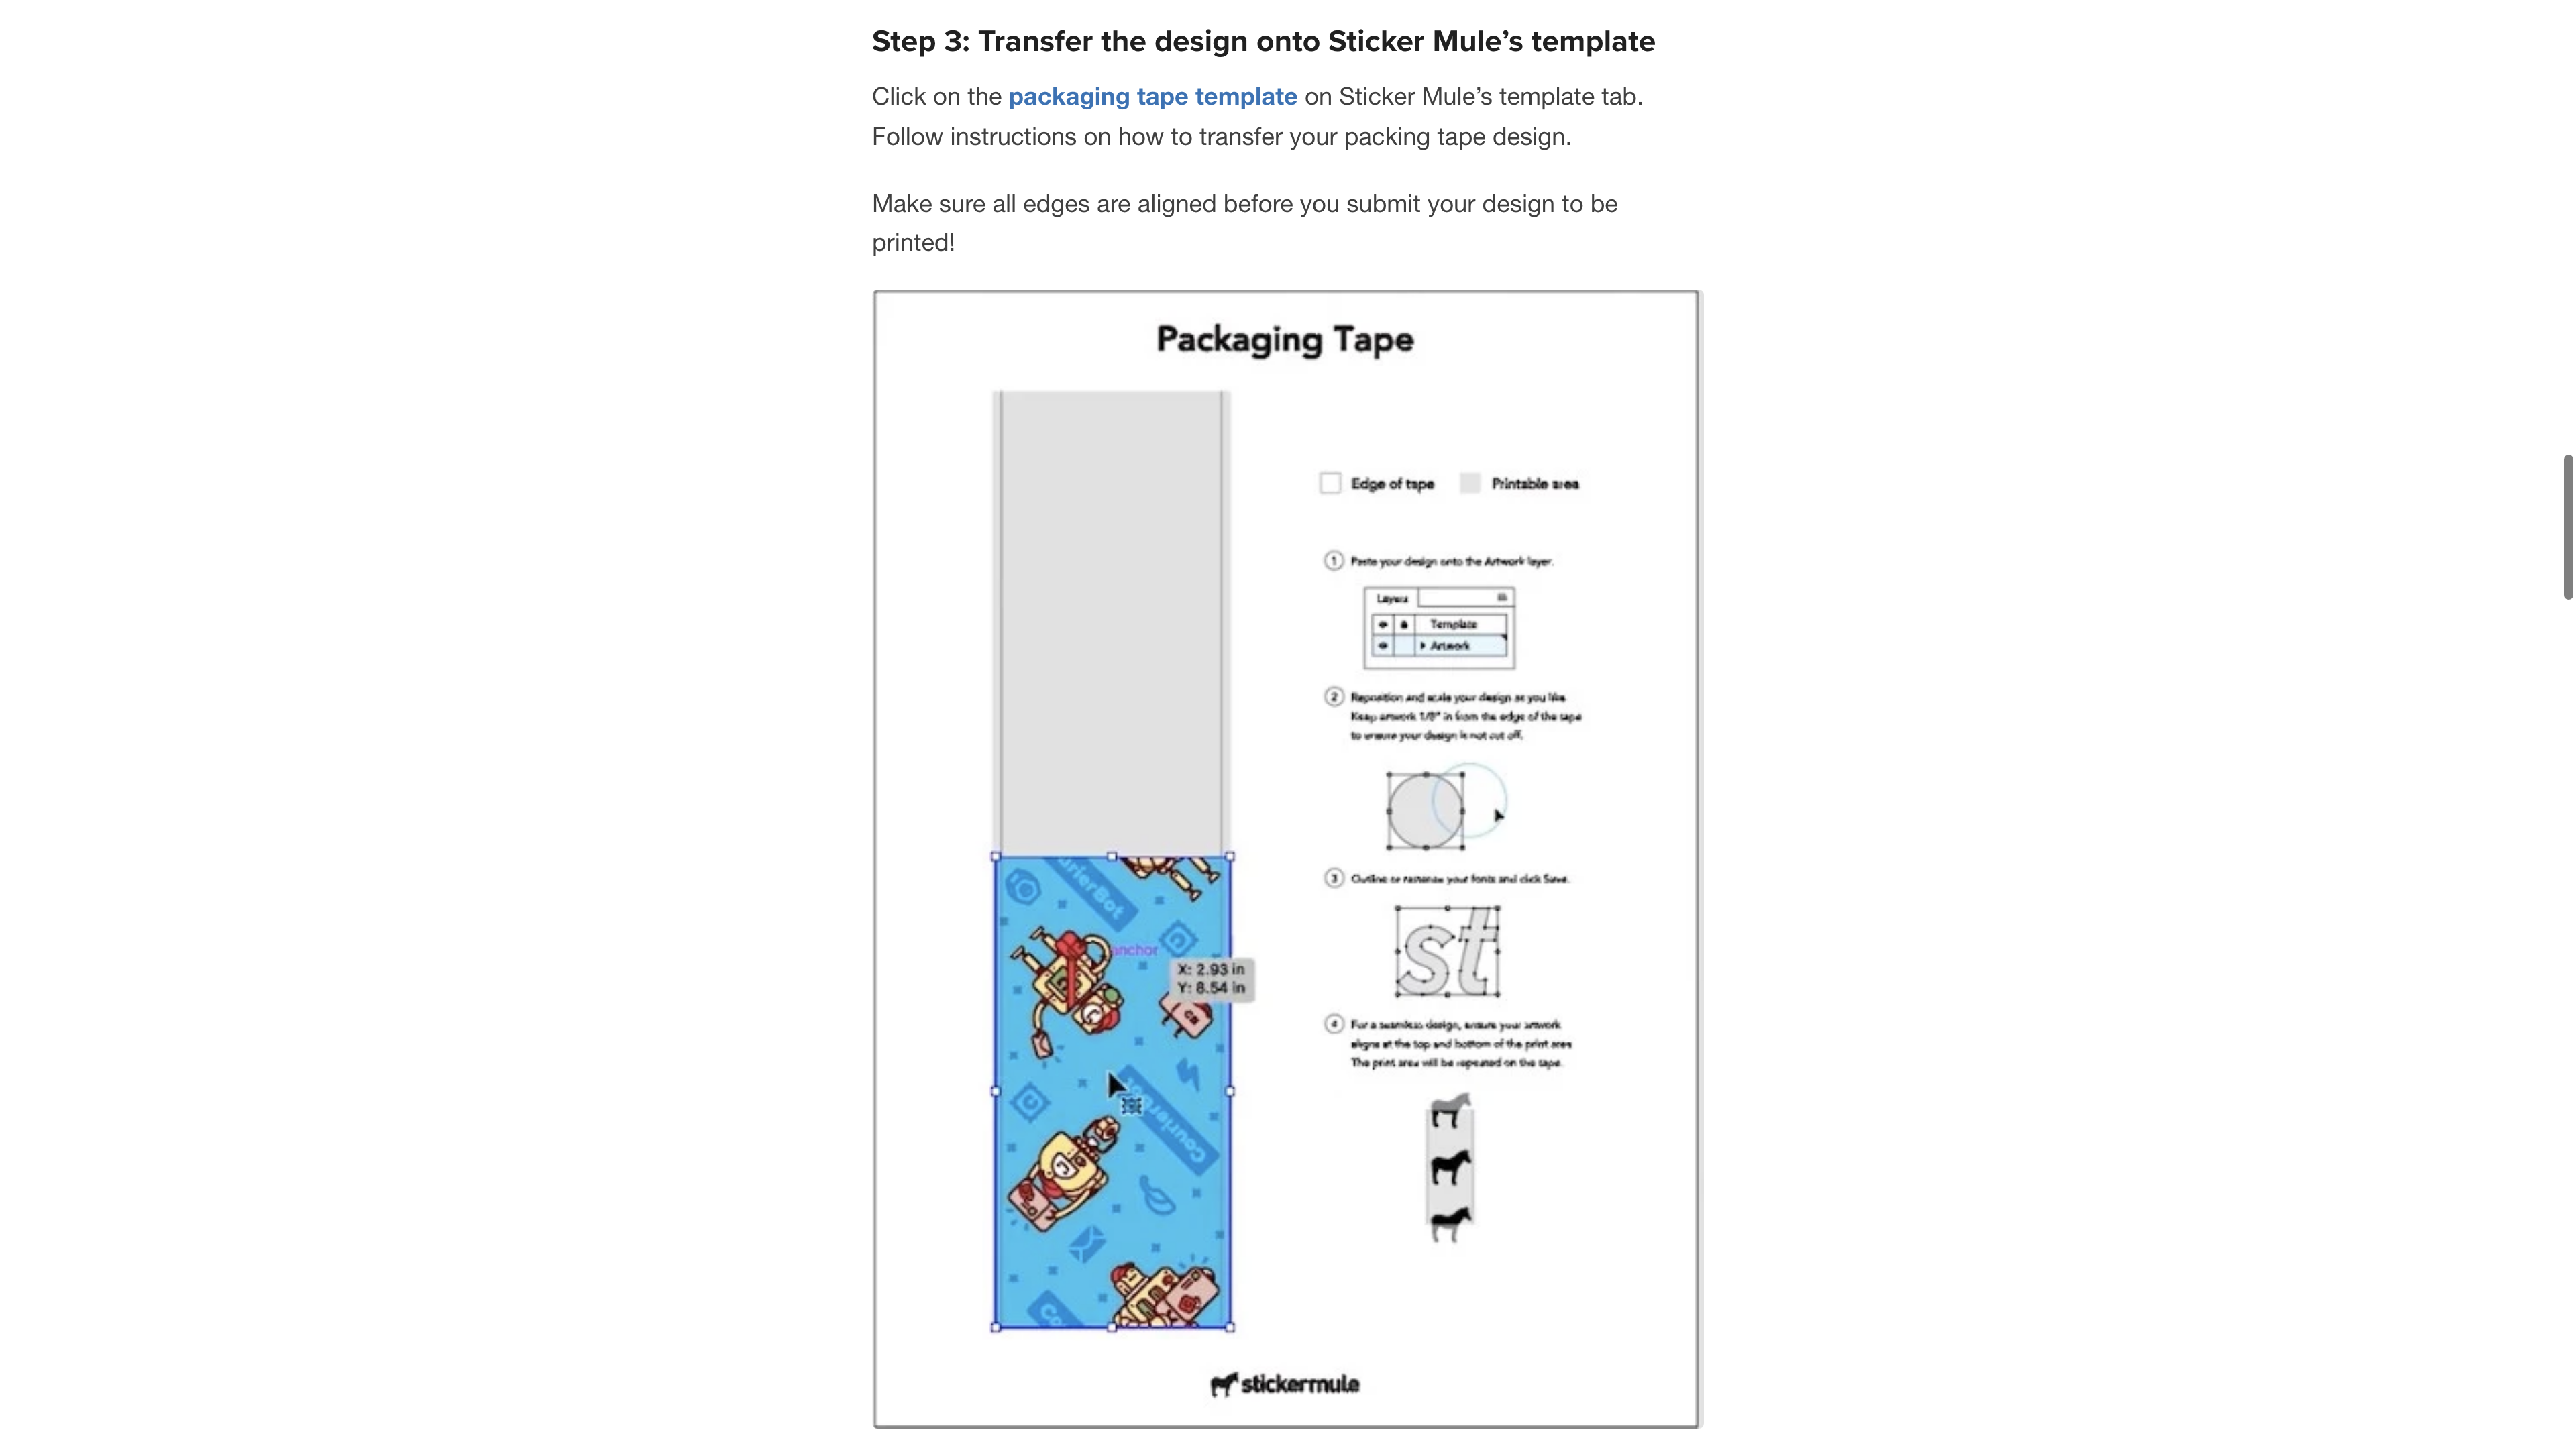 Step 3: Transfer the design onto Sticker Mule’s template
Click on the packaging tape template on Sticker Mule’s template tab.
Follow instructions on how to transfer your packing tape design.
Make sure all edges are aligned before you submit your design to be
printed!
Packaging Tape
Edge of tape
Printable area
1 Paste your design onto the Artwork layer.
Layers
Template
Artwork
2 Reposition and scale your design as you like.
Keep artwork 1/8" in from the edge of the tape
to ensure your design is not cut off.
3 Outline or rasterize your fonts and click Save.
st
4 For a seamless design, ensure your artwork
aligns at the top and bottom of the print area
The print area will be repeated on the tape.
urierBot
anchor
X: 2.93 in
Y: 8.54 in
CourierBot
Co
stickermule